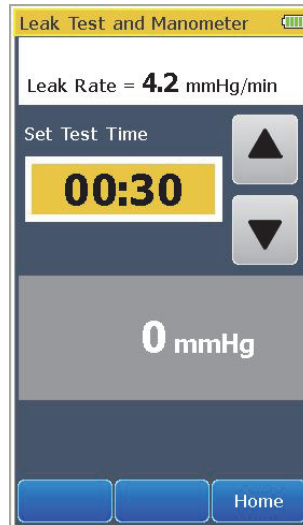 Leak Test and Manometer
Leak Rate = 4.2 mmHg/min
Set Test Time
00:30
0 mmHg
Home